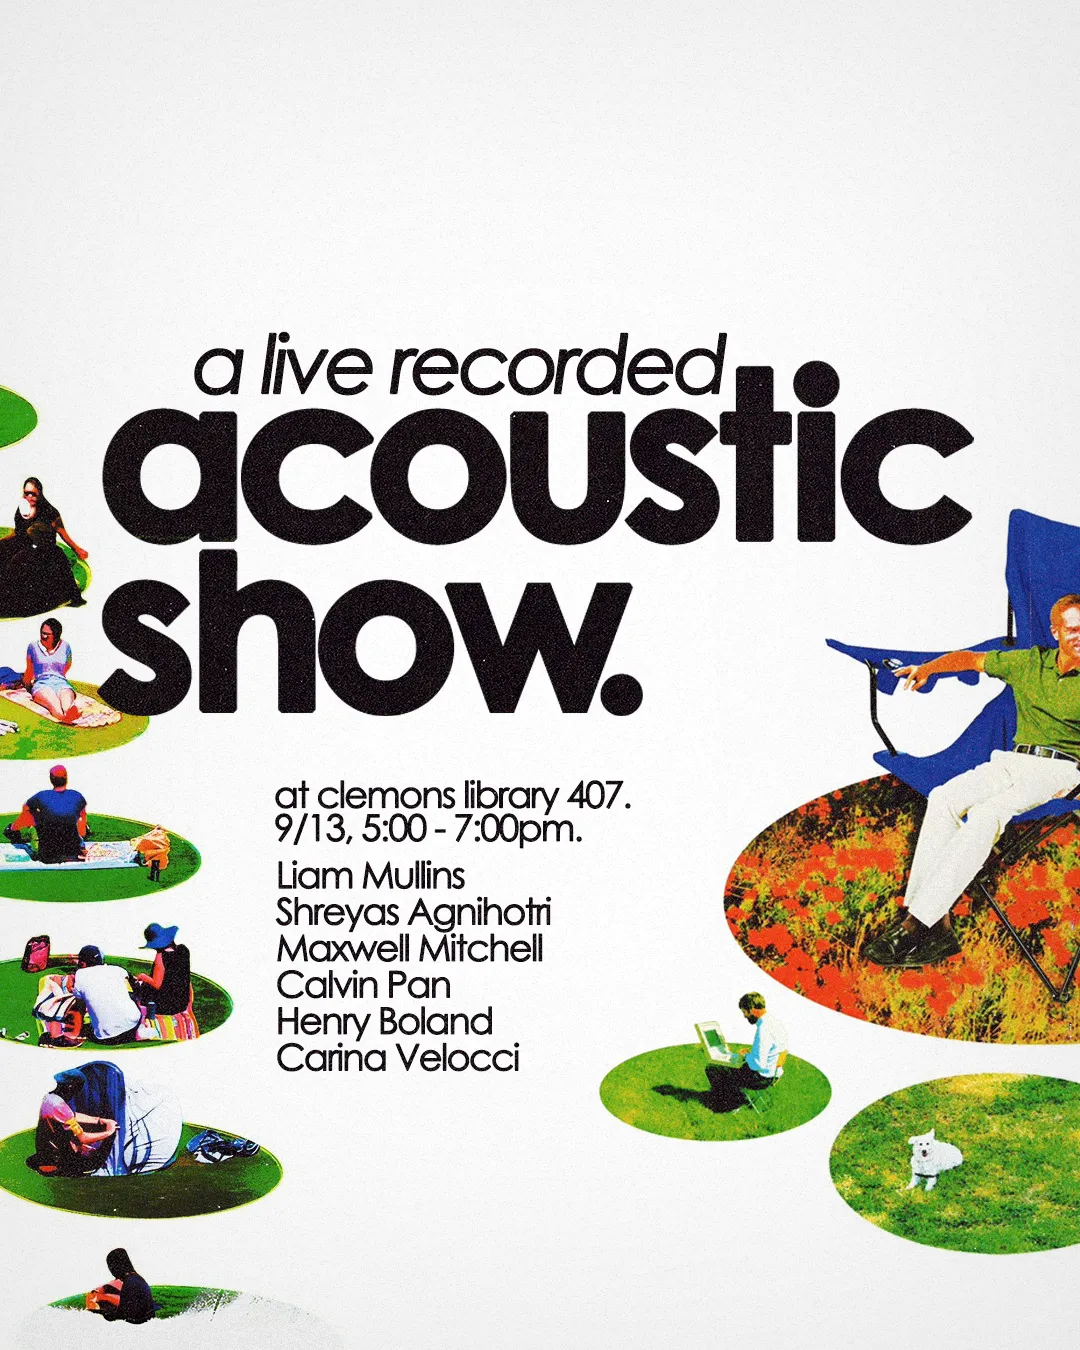 a live recorded
acoustic
show.
at clemons library 407.
9/13, 5:00 - 7:00pm.
Liam Mullins
Shreyas Agnihotri
Maxwell Mitchell
Calvin Pan
Henry Boland
Carina Velocci